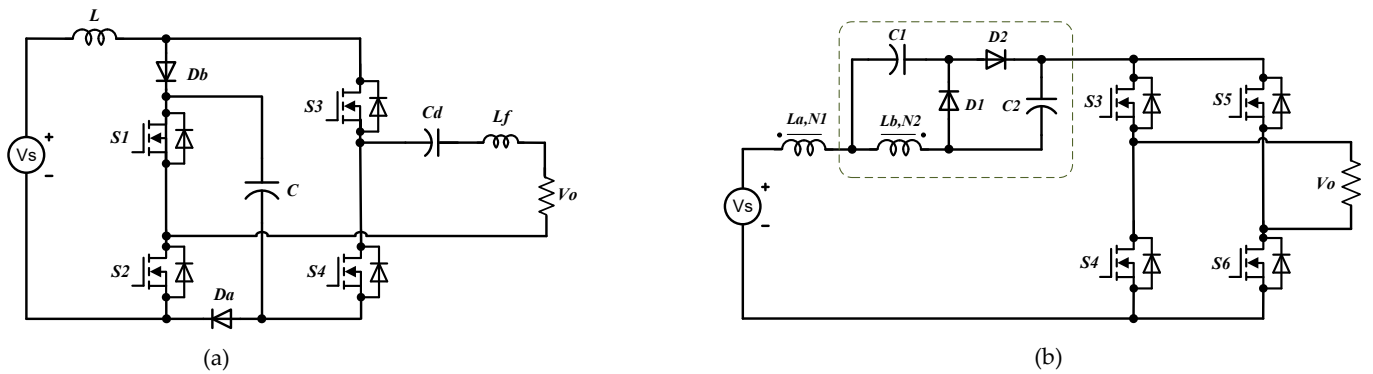 L
Db
S3
S1
Cd
Lf
Vs
+
−
C
Vo
S2
S4
Da
(a)
C1
D2
D1
C2
S3
S5
La,N1
Lb,N2
Vs
+
−
Vo
S4
S6
(b)